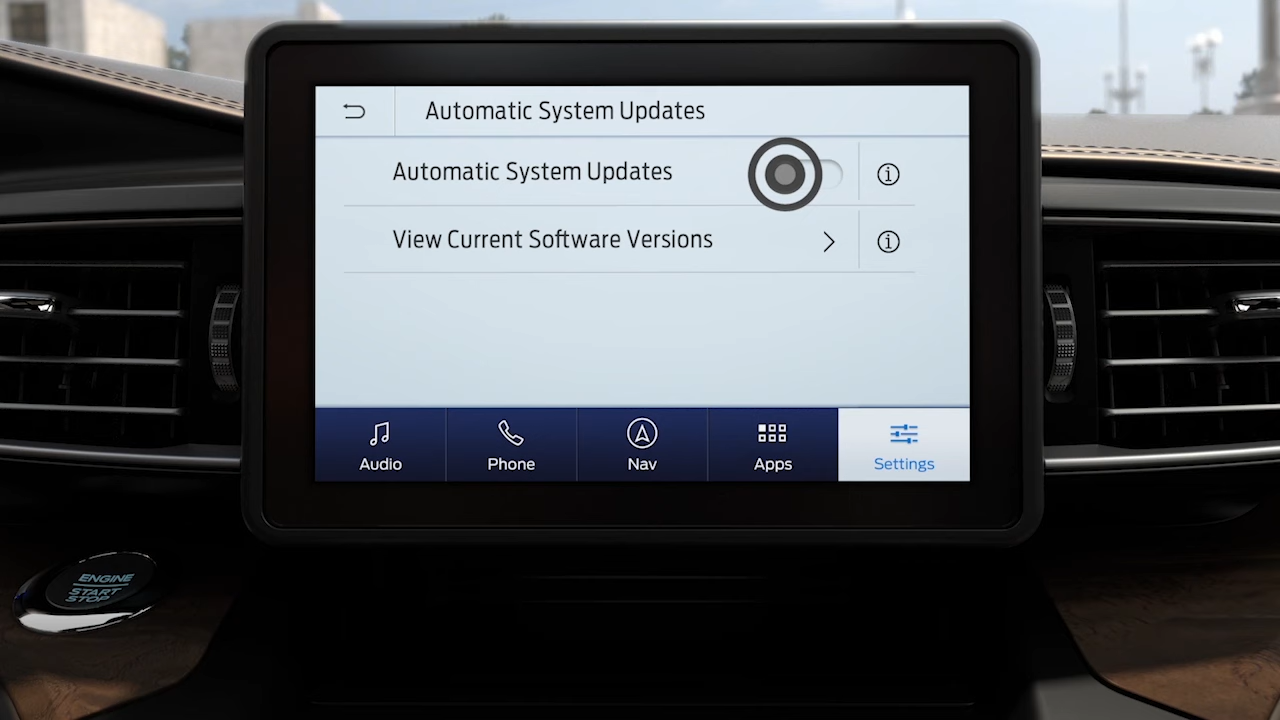 Automatic System Updates
Automatic System Updates
View Current Software Versions
Audio
Phone
Nav
Apps
Settings
ENGINE
START
STOP